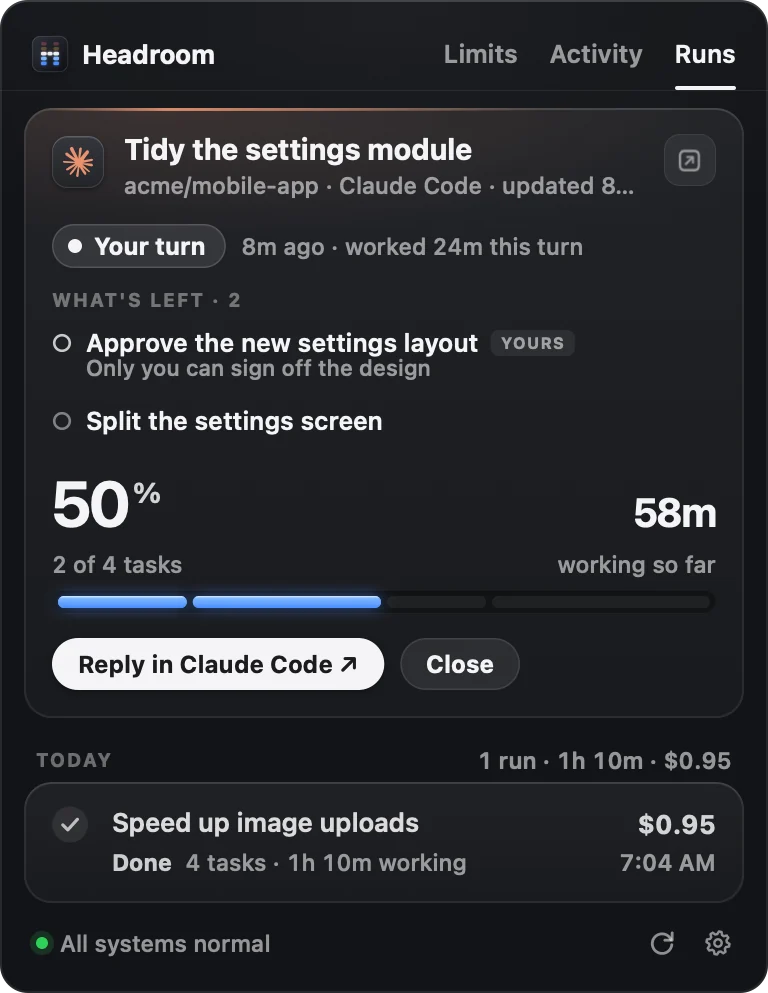 Headroom
Limits
Activity
Runs
Tidy the settings module
acme/mobile-app · Claude Code · updated 8...
Your turn
8m ago · worked 24m this turn
WHAT'S LEFT · 2
Approve the new settings layout YOURS
Only you can sign off the design
Split the settings screen
50%
58m
2 of 4 tasks
working so far
Reply in Claude Code ↗
Close
TODAY
1 run · 1h 10m · $0.95
Speed up image uploads
$0.95
Done 4 tasks · 1h 10m working
7:04 AM
All systems normal